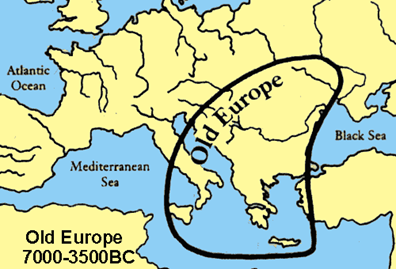 Atlantic
Ocean
Old Europe
Black Sea
Mediterranean
Sea
Old Europe
7000-3500BC